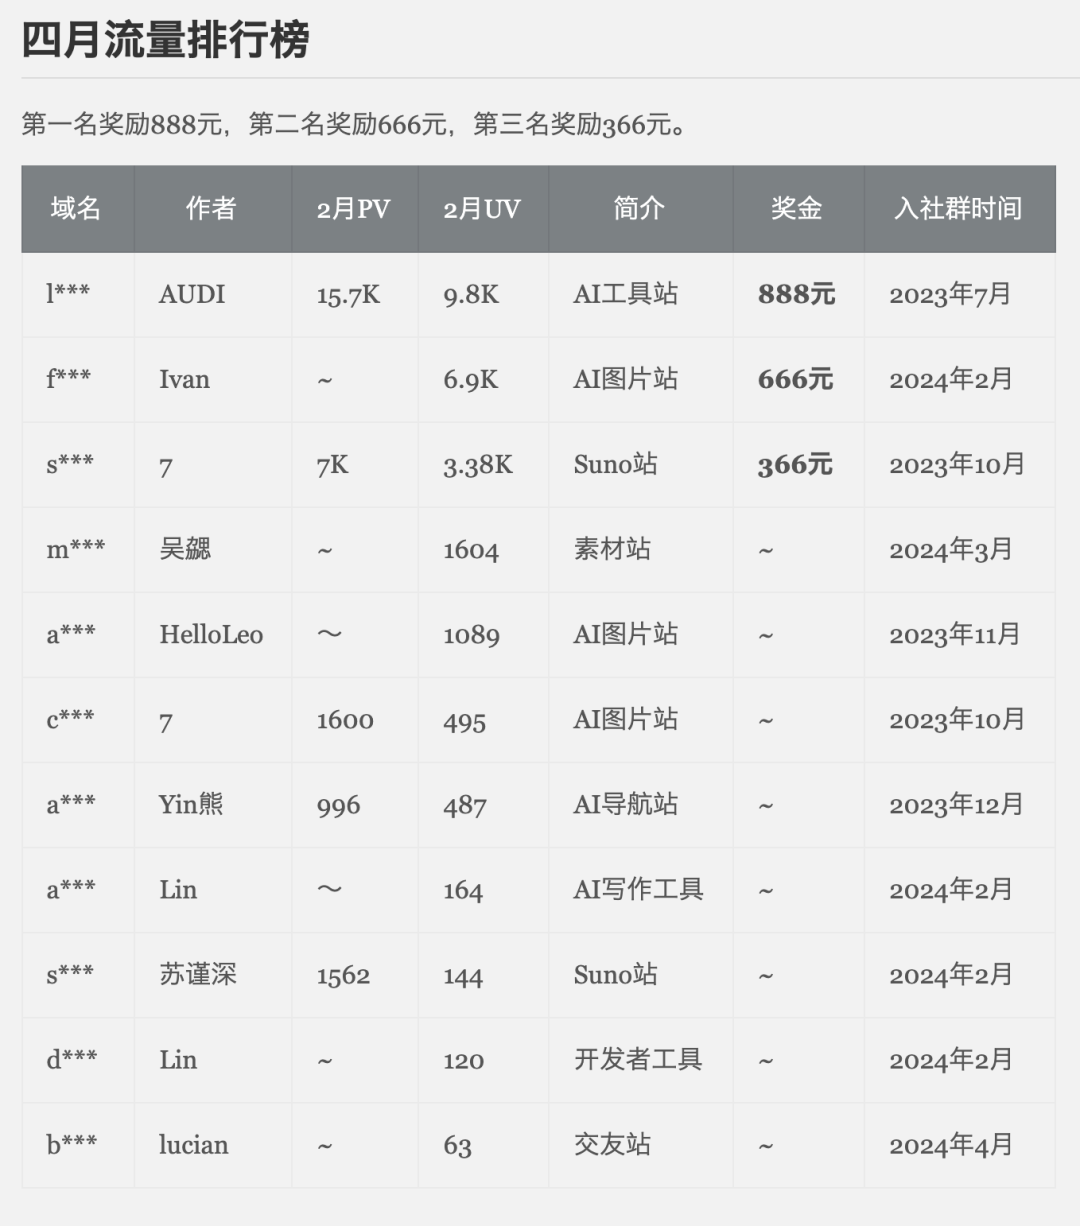 四月流量排行榜
第一名奖励888元，第二名奖励666元，第三名奖励366元。
域名 作者 2月PV 2月UV 简介 奖金 入社群时间
l*** AUDI 15.7K 9.8K AI工具站 888元 2023年7月
f*** Ivan ~ 6.9K AI图片站 666元 2024年2月
s*** 7 7K 3.38K Suno站 366元 2023年10月
m*** 吴勰 ~ 1604 素材站 ~ 2024年3月
a*** HelloLeo ～ 1089 AI图片站 ~ 2023年11月
c*** 7 1600 495 AI图片站 ~ 2023年10月
a*** Yin熊 996 487 AI导航站 ~ 2023年12月
a*** Lin ～ 164 AI写作工具 ~ 2024年2月
s*** 苏谨深 1562 144 Suno站 ~ 2024年2月
d*** Lin ~ 120 开发者工具 ~ 2024年2月
b*** lucian ~ 63 交友站 ~ 2024年4月